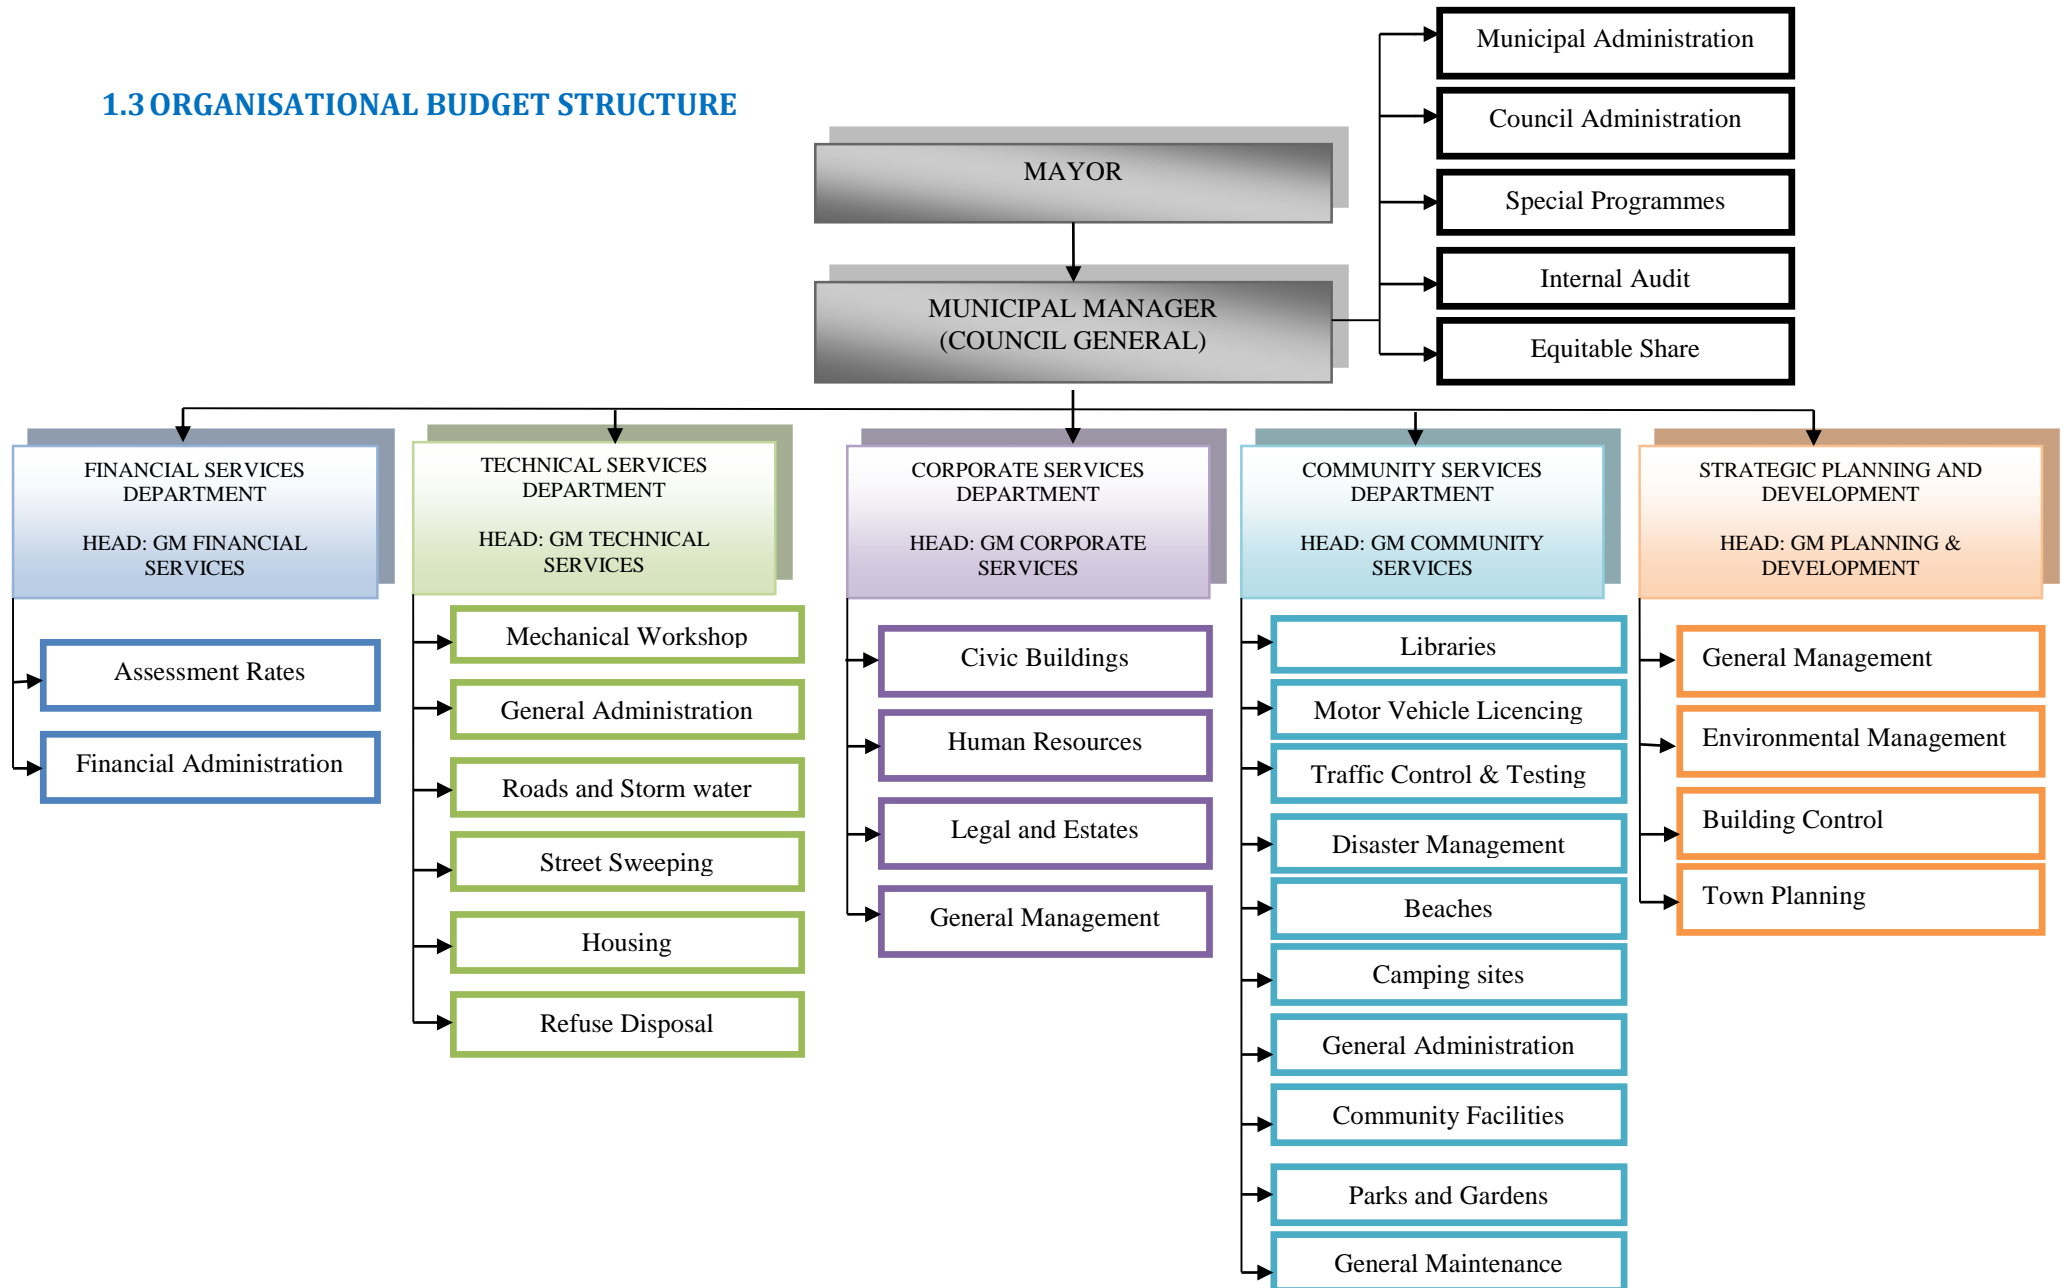 1.3 ORGANISATIONAL BUDGET STRUCTURE
MAYOR
MUNICIPAL MANAGER
(COUNCIL GENERAL)
Municipal Administration
Council Administration
Special Programmes
Internal Audit
Equitable Share
FINANCIAL SERVICES
DEPARTMENT
HEAD: GM FINANCIAL
SERVICES
Assessment Rates
Financial Administration
TECHNICAL SERVICES
DEPARTMENT
HEAD: GM TECHNICAL
SERVICES
Mechanical Workshop
General Administration
Roads and Storm water
Street Sweeping
Housing
Refuse Disposal
CORPORATE SERVICES
DEPARTMENT
HEAD: GM CORPORATE
SERVICES
Civic Buildings
Human Resources
Legal and Estates
General Management
COMMUNITY SERVICES
DEPARTMENT
HEAD: GM COMMUNITY
SERVICES
Libraries
Motor Vehicle Licencing
Traffic Control & Testing
Disaster Management
Beaches
Camping sites
General Administration
Community Facilities
Parks and Gardens
General Maintenance
STRATEGIC PLANNING AND
DEVELOPMENT
HEAD: GM PLANNING &
DEVELOPMENT
General Management
Environmental Management
Building Control
Town Planning